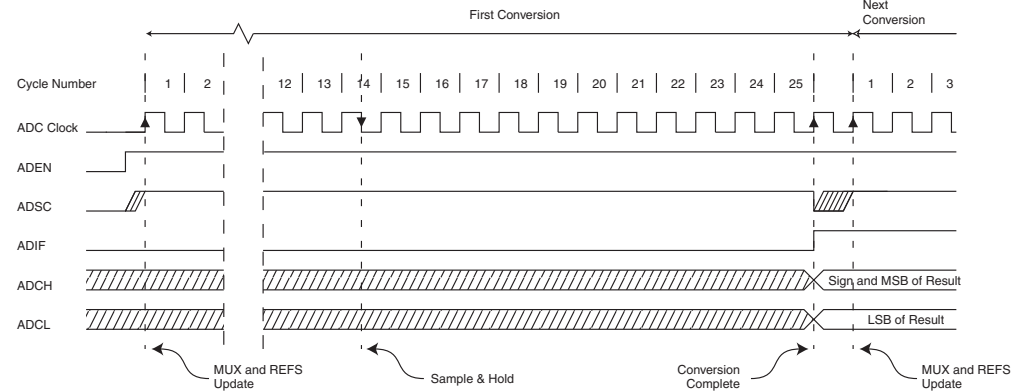 First Conversion
Next
Conversion
Cycle Number 1 2 12 13 14 15 16 17 18 19 20 21 22 23 24 25 1 2 3
ADC Clock
ADEN
ADSC
ADIF
ADCH Sign and MSB of Result
ADCL LSB of Result
MUX and REFS
Update
Sample & Hold
Conversion
Complete
MUX and REFS
Update